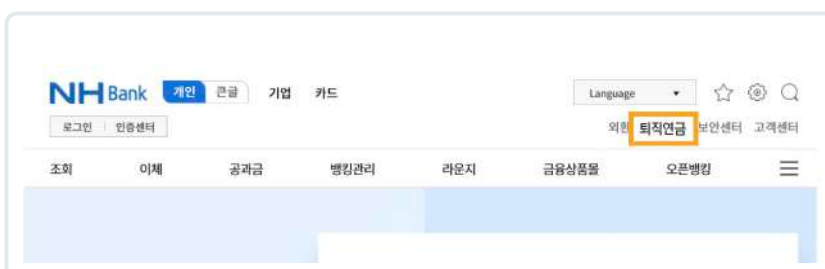 NH Bank 개인 큰글 기업 카드 Language
로그인 인증센터 외환 퇴직연금 보안센터 고객센터
조회 이체 공과금 뱅킹관리 라운지 금융상품몰 오픈뱅킹